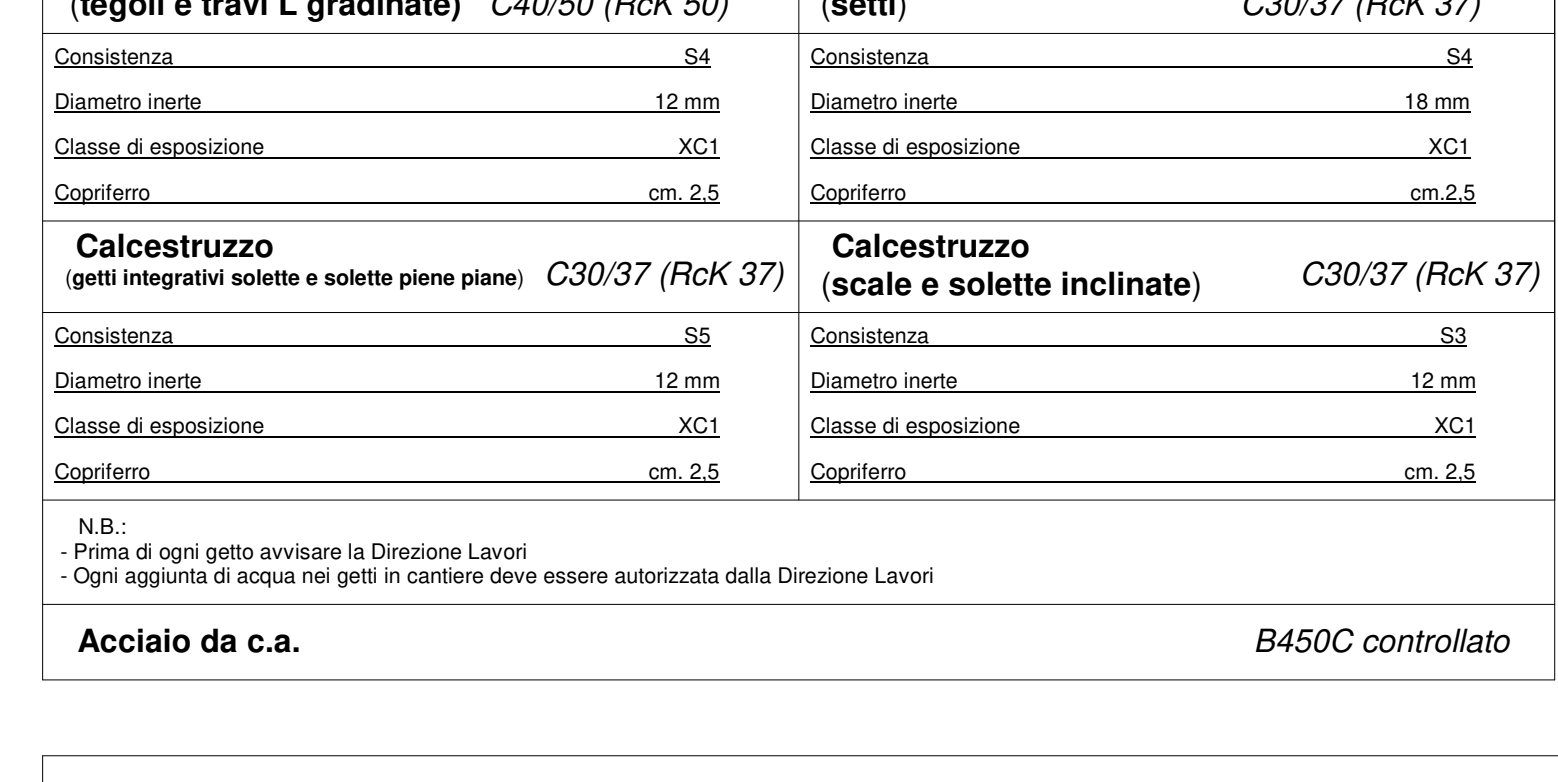 (tegoli e travi L gradinate) C40/50 (RcK 50)
Consistenza S4
Diametro inerte 12 mm
Classe di esposizione XC1
Copriferro cm. 2,5
(setti) C30/37 (RcK 37)
Consistenza S4
Diametro inerte 18 mm
Classe di esposizione XC1
Copriferro cm.2,5
Calcestruzzo
(getti integrativi solette e solette piene piane) C30/37 (RcK 37)
Consistenza S5
Diametro inerte 12 mm
Classe di esposizione XC1
Copriferro cm. 2,5
Calcestruzzo
(scale e solette inclinate) C30/37 (RcK 37)
Consistenza S3
Diametro inerte 12 mm
Classe di esposizione XC1
Copriferro cm. 2,5
N.B.:
- Prima di ogni getto avvisare la Direzione Lavori
- Ogni aggiunta di acqua nei getti in cantiere deve essere autorizzata dalla Direzione Lavori
Acciaio da c.a. B450C controllato